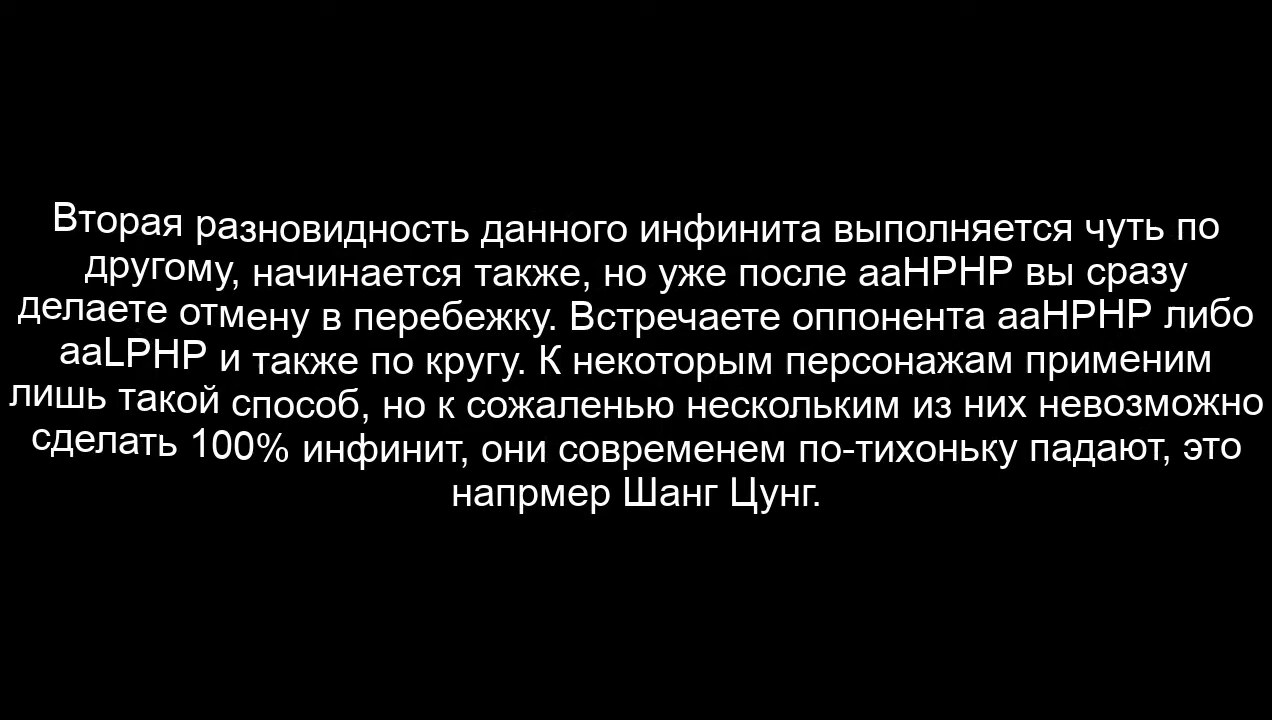 Вторая разновидность данного инфинита выполняется чуть по
другому, начинается также, но уже после ааHPHP вы сразу
делаете отмену в перебежку. Встречаете оппонента ааHPHP либо
ааLPHP и также по кругу. К некоторым персонажам применим
лишь такой способ, но к сожаленью нескольким из них невозможно
сделать 100% инфинит, они современем по-тихоньку падают, это
напрмер Шанг Цунг.